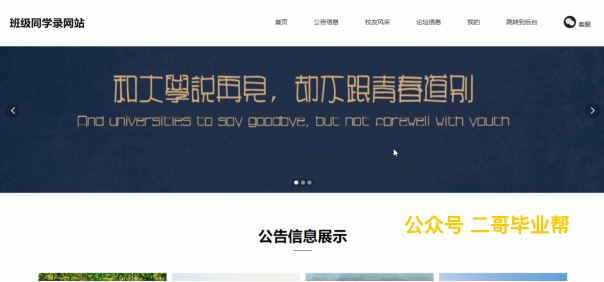 班级同学录网站
首页 公告信息 校友风采 论坛信息 我的 跳转到后台 客服
和大學説再見，却不跟青春道别
And universities to say goodbye, but not farewell with youth
公众号 二哥毕业帮
公告信息展示